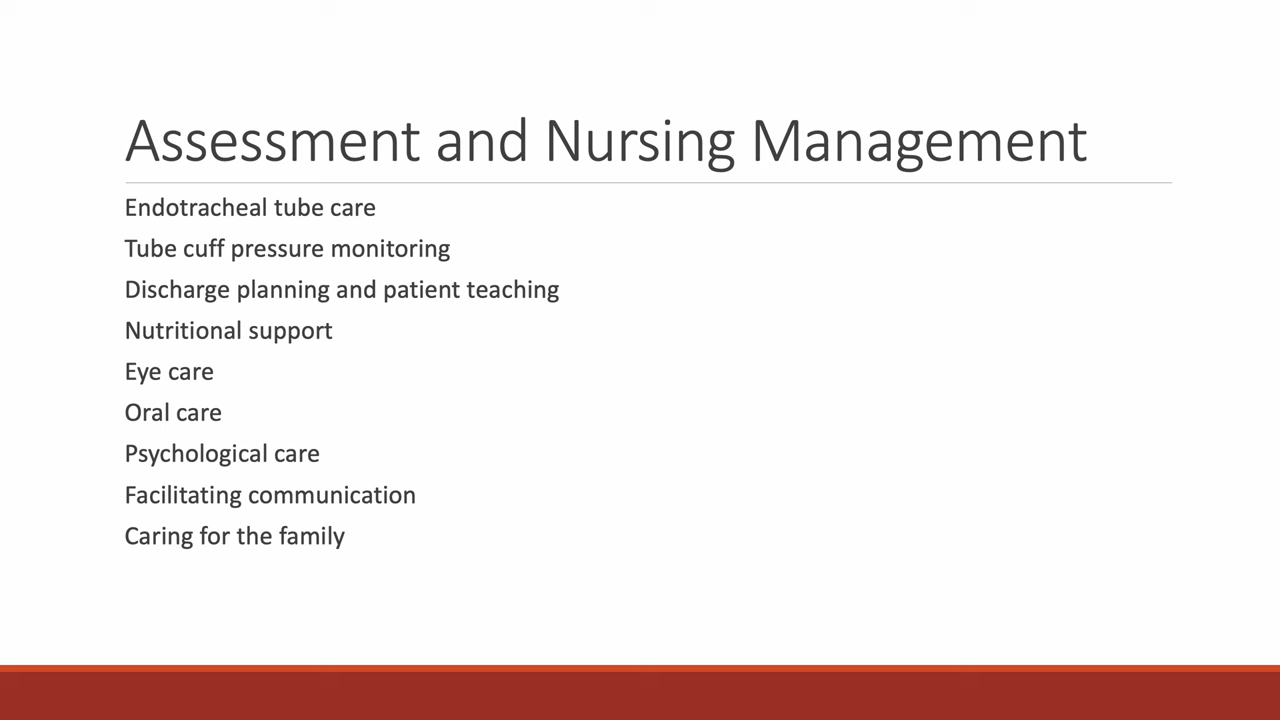 Assessment and Nursing Management
Endotracheal tube care
Tube cuff pressure monitoring
Discharge planning and patient teaching
Nutritional support
Eye care
Oral care
Psychological care
Facilitating communication
Caring for the family